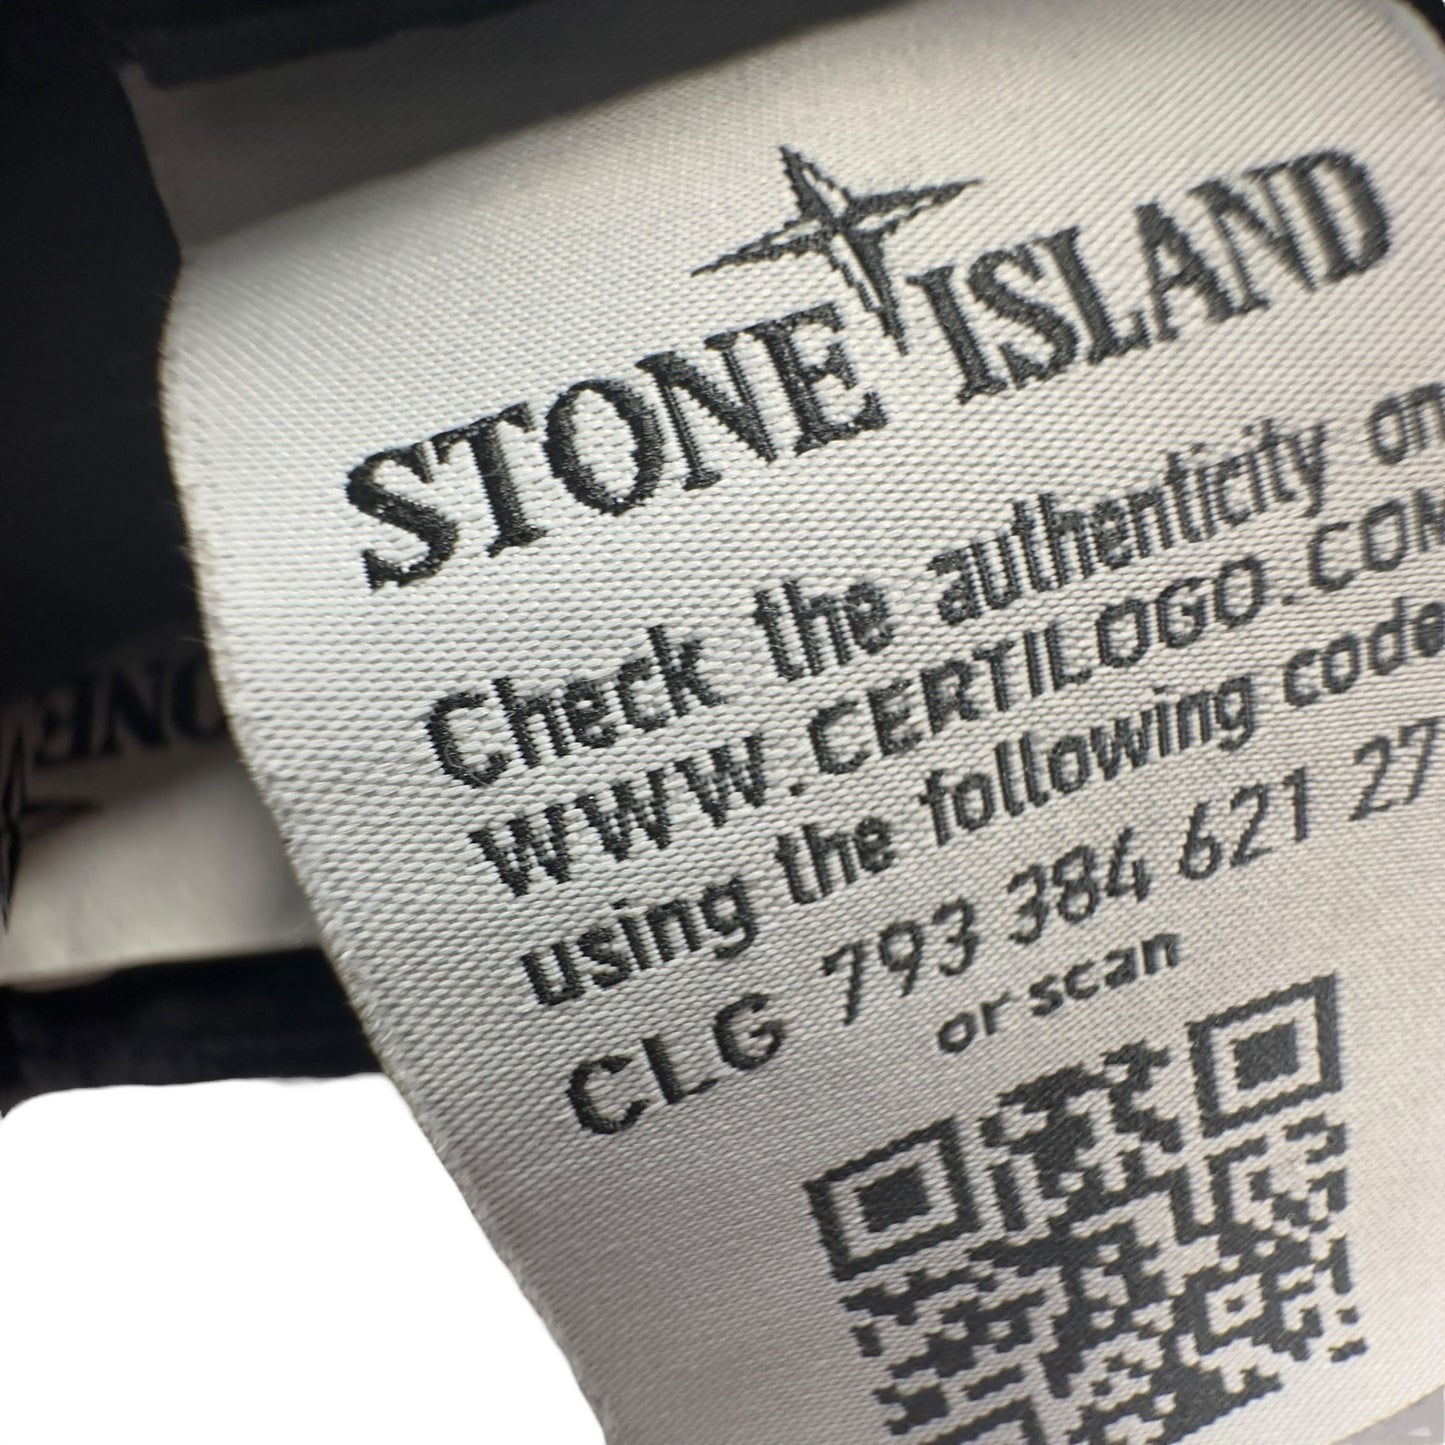 STONE ISLAND
Check the authenticity on
WWW.CERTILOGO.COM
using the following code
CLG 793 384 621 27
or scan